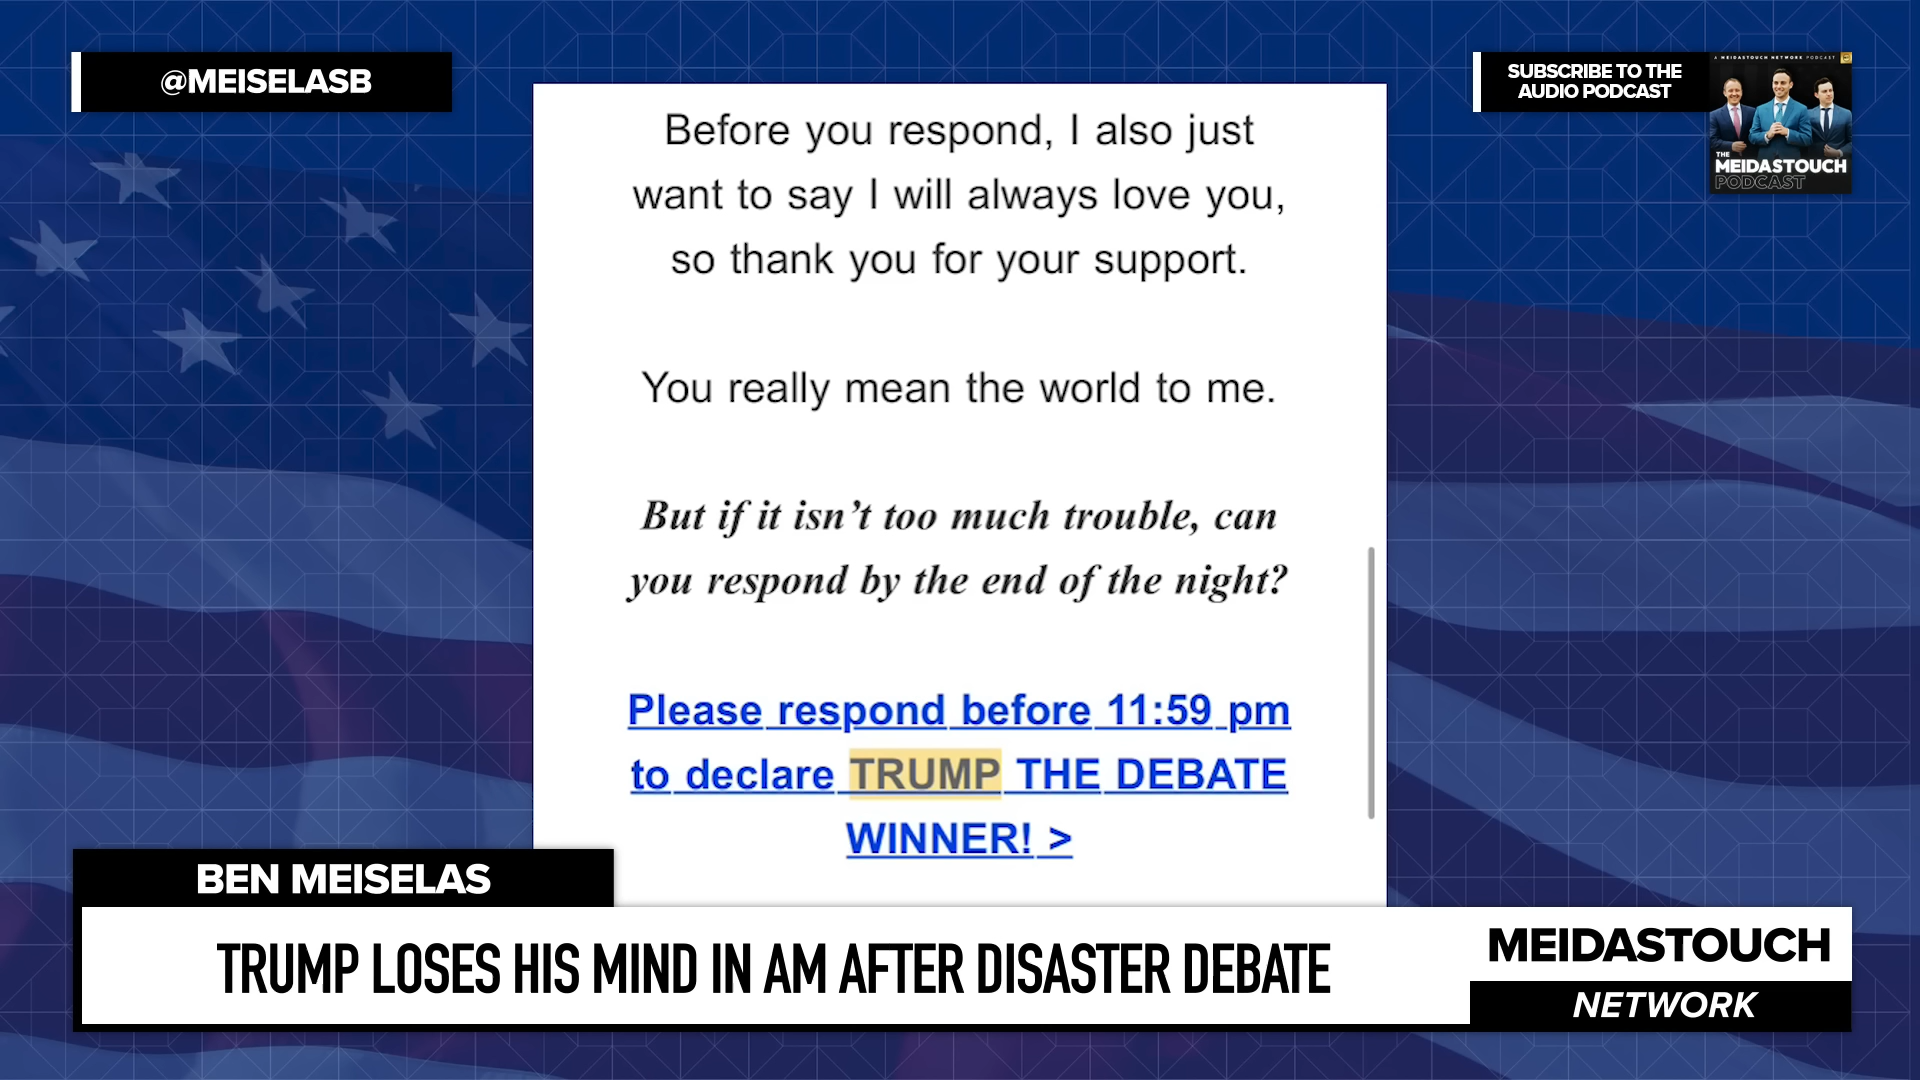 @MEISELASB
SUBSCRIBE TO THE
AUDIO PODCAST
A MEIDASTOUCH NETWORK PODCAST
THE
MEIDASTOUCH
PODCAST
Before you respond, I also just
want to say I will always love you,
so thank you for your support.
You really mean the world to me.
But if it isn’t too much trouble, can
you respond by the end of the night?
Please respond before 11:59 pm
to declare TRUMP THE DEBATE
WINNER! >
BEN MEISELAS
TRUMP LOSES HIS MIND IN AM AFTER DISASTER DEBATE
MEIDASTOUCH
NETWORK